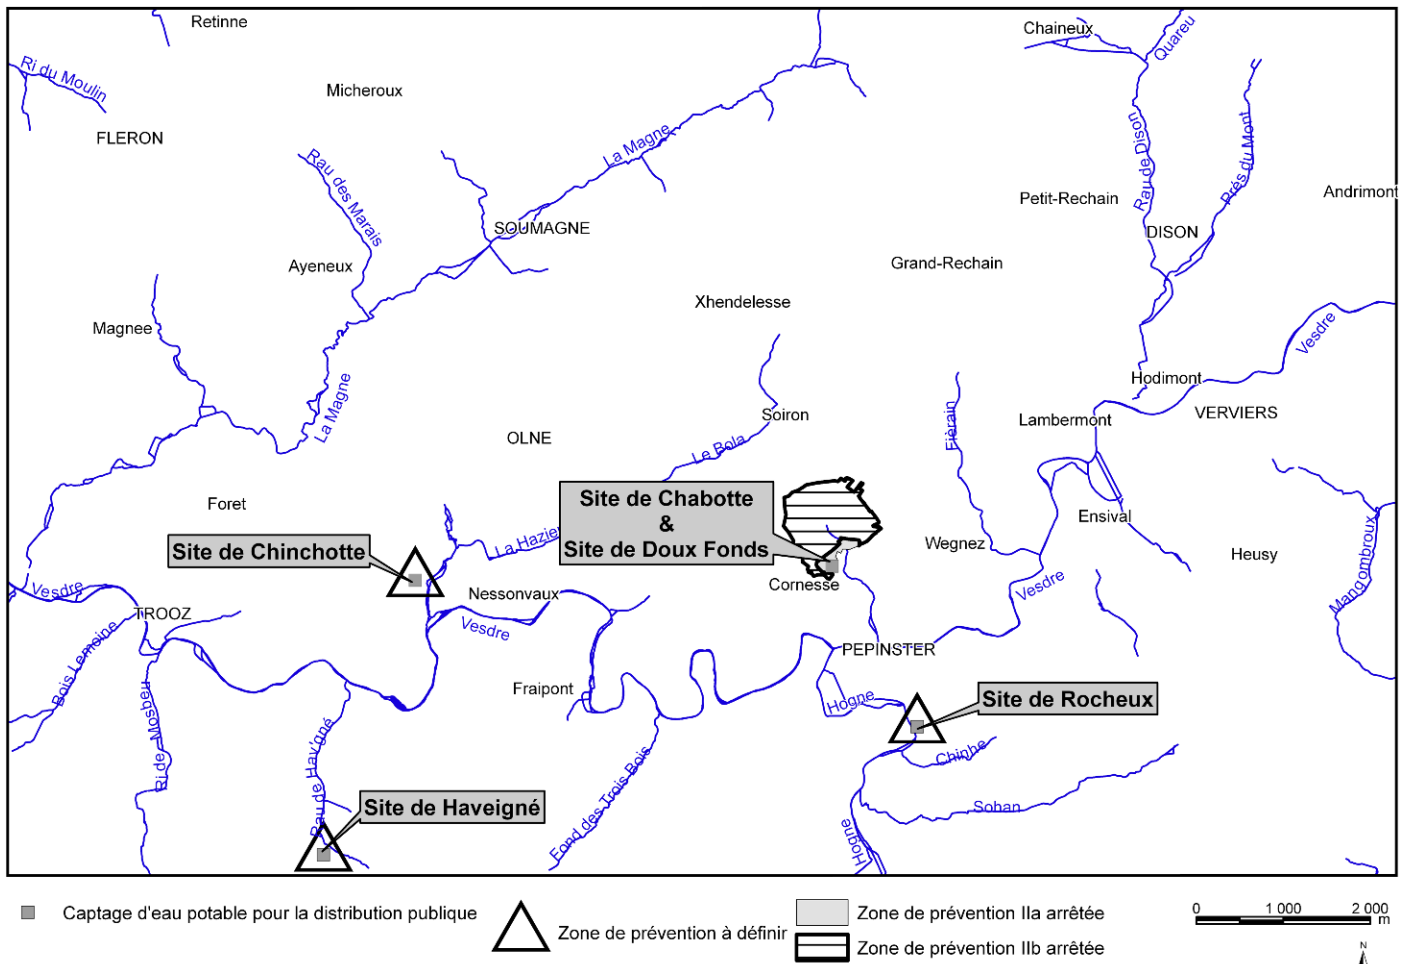 Retinne
Chaineux
Quareu
Ri du Moulin
Micheroux
FLERON
La Magne
Rau de Dison
Prés du Mont
Rau des Marais
Petit-Rechain
Andrimont
SOUMAGNE
DISON
Ayeneux
Grand-Rechain
Xhendelesse
Magnee
Vesdre
Hodimont
La Magne
Soiron
Lambermont
VERVIERS
Fiérain
OLNE
Le Bola
Foret
Site de Chabotte
&
Site de Doux Fonds
Ensival
Site de Chinchotte
La Hazier
Wegnez
Heusy
Mangombroux
Vesdre
Nessonvaux
Cornesse
Vesdre
TROOZ
Vesdre
PEPINSTER
Bois Lemoine
Ri de Mosbeu
Fraipont
Hogne
Site de Rocheux
Rau de Hav'gné
Chinhe
Fond des Trois Bois
Site de Haveigné
Soban
Hogne
Captage d'eau potable pour la distribution publique
Zone de prévention à définir
Zone de prévention IIa arrêtée
Zone de prévention IIb arrêtée
0 1 000 2 000
m
N